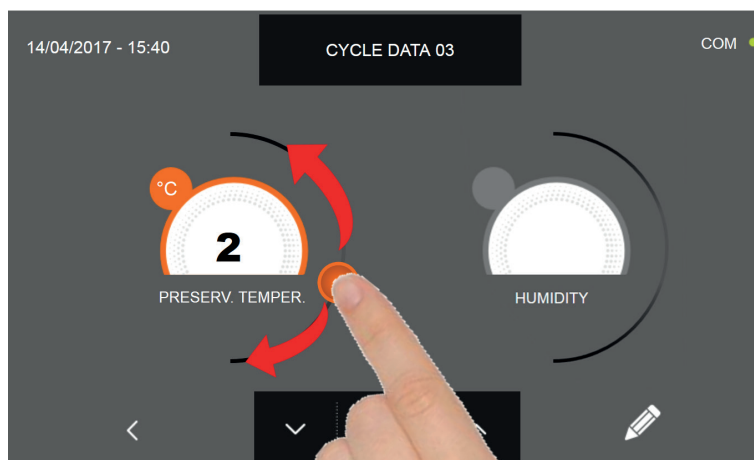 14/04/2017 - 15:40
CYCLE DATA 03
COM
°C
2
PRESERV. TEMPER.
HUMIDITY